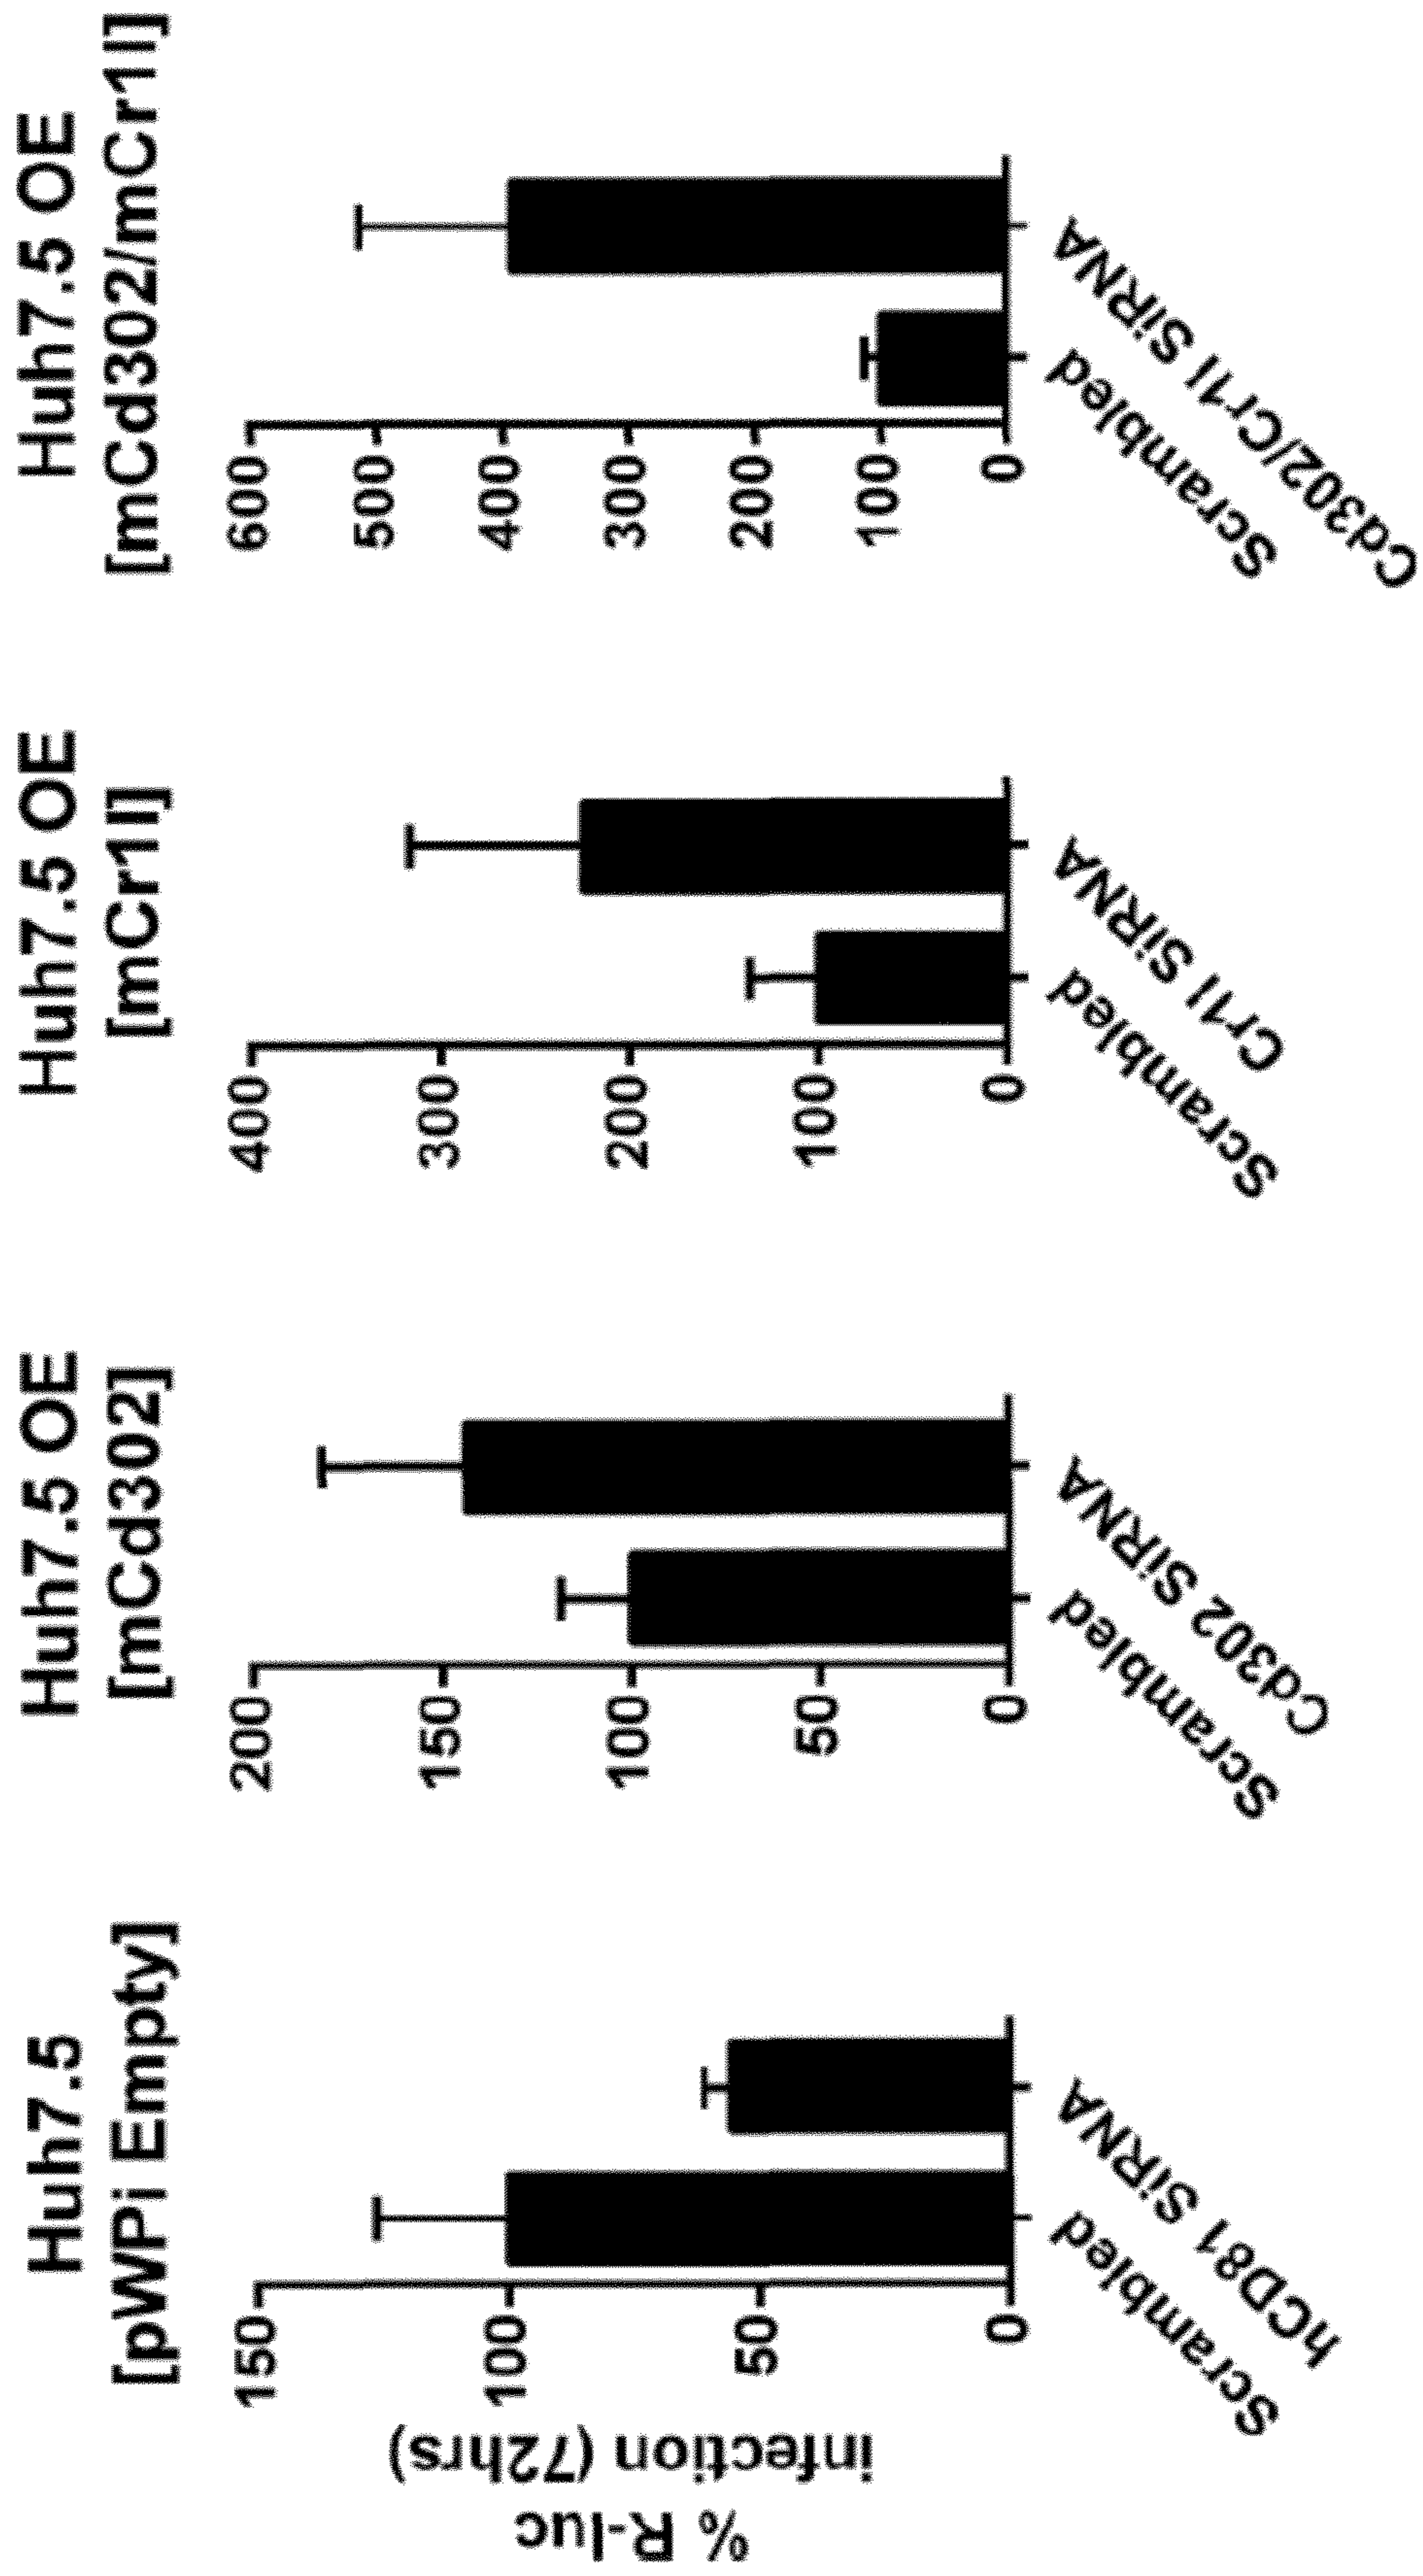 % R-luc
infection (72hrs)
Huh7.5
[pWPi Empty]
150
100
50
0
Scrambled
hCD81 SiRNA
Huh7.5 OE
[mCd302]
200
150
100
50
0
Scrambled
Cd302 SiRNA
Huh7.5 OE
[mCr1l]
400
300
200
100
0
Scrambled
Cr1l SiRNA
Huh7.5 OE
[mCd302/mCr1l]
600
500
400
300
200
100
0
Scrambled
Cd302/Cr1l SiRNA